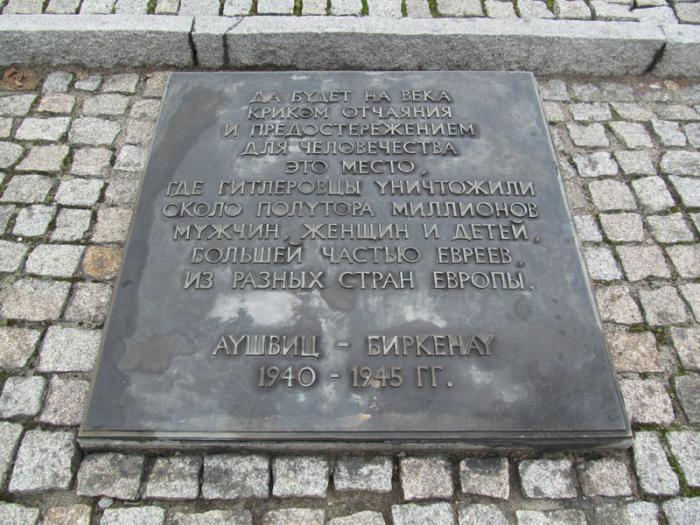 ДА БУДЕТ НА ВЕКА
КРИКОМ ОТЧАЯНИЯ
И ПРЕДОСТЕРЕЖЕНИЕМ
ДЛЯ ЧЕЛОВЕЧЕСТВА
ЭТО МЕСТО,
ГДЕ ГИТЛЕРОВЦЫ УНИЧТОЖИЛИ
ОКОЛО ПОЛУТОРА МИЛЛИОНОВ
МУЖЧИН, ЖЕНЩИН И ДЕТЕЙ,
БОЛЬШЕЙ ЧАСТЬЮ ЕВРЕЕВ,
ИЗ РАЗНЫХ СТРАН ЕВРОПЫ.
АУШВИЦ - БИРКЕНАУ
1940 - 1945 ГГ.